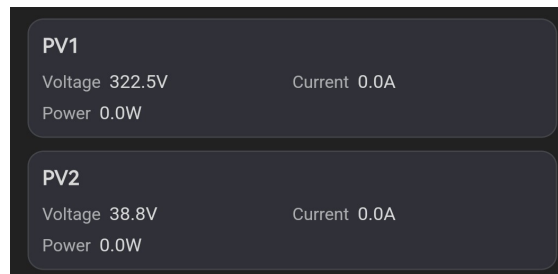 PV1
Voltage 322.5V Current 0.0A
Power 0.0W
PV2
Voltage 38.8V Current 0.0A
Power 0.0W